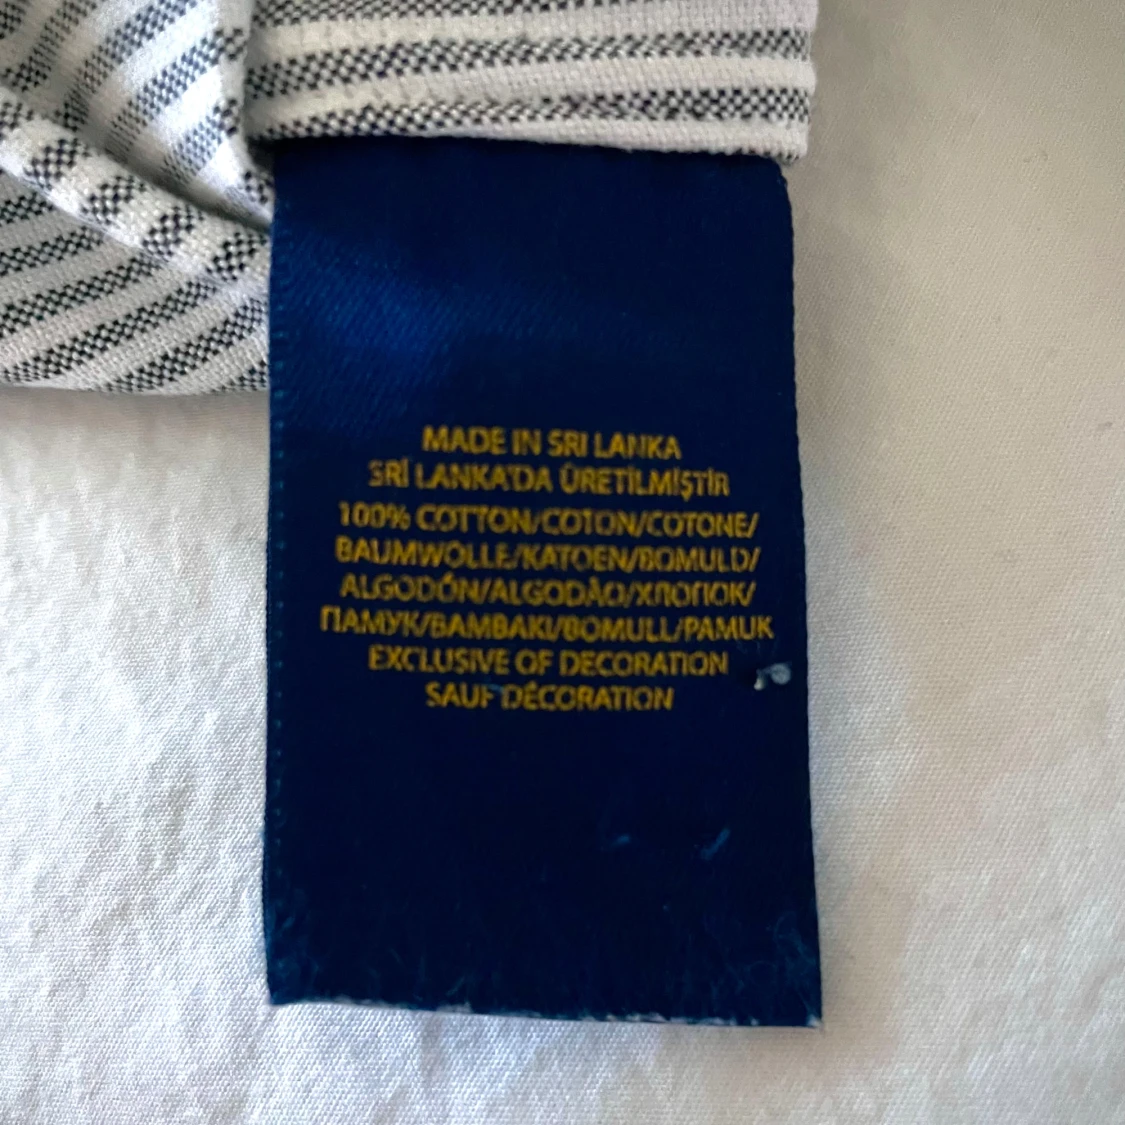 MADE IN SRI LANKA
SRİ LANKA'DA ÜRETİLMİŞTİR
100% COTTON/COTON/COTONE/
BAUMWOLLE/KATOEN/BOMULD/
ALGODÓN/ALGODÃO/ХЛОПОК/
ПАМУК/BAMBAKI/BOMULL/PAMUK
EXCLUSIVE OF DECORATION
SAUF DÉCORATION